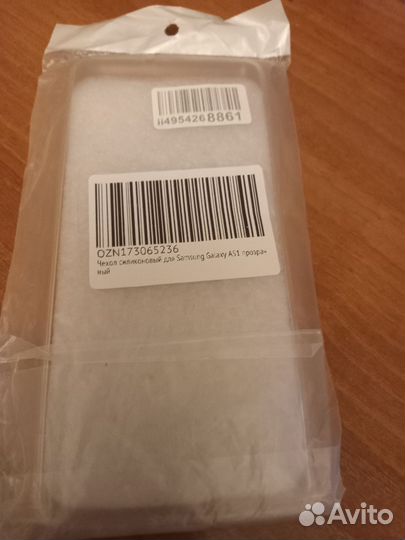 ii4954268861
OZN173065236
Чехол силиконовый для Samsung Galaxy A51 прозрач
ный
Avito